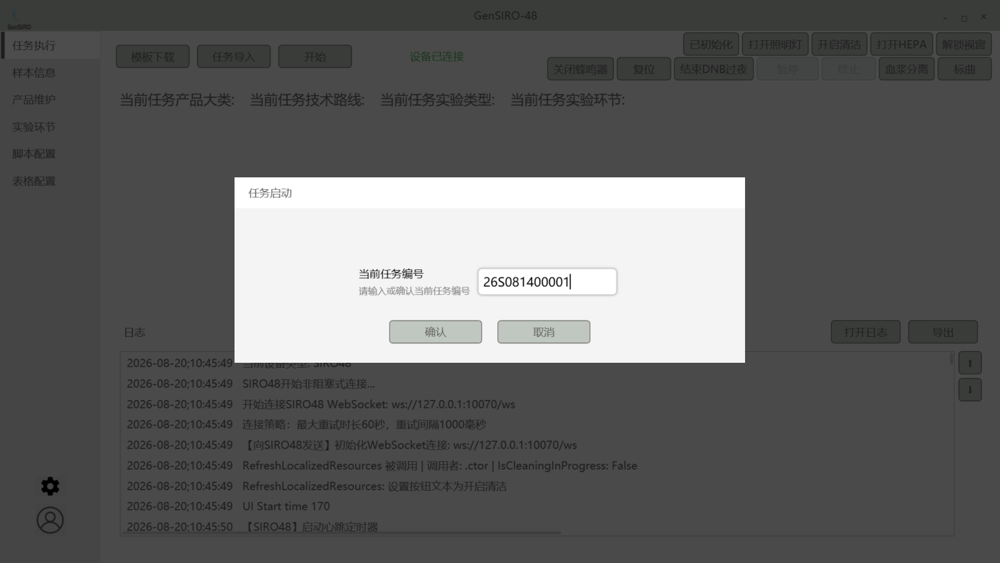 GenSIRO-48
GenSIRO
任务执行
样本信息
产品维护
实验环节
脚本配置
表格配置
模板下载 任务导入 开始 设备已连接
已初始化 打开照明灯 开启清洁 打开HEPA 解锁视窗
关闭蜂鸣器 复位 结束DNB过夜 暂停 终止 血浆分离 标曲
当前任务产品大类: 当前任务技术路线: 当前任务实验类型: 当前任务实验环节:
任务启动
当前任务编号
请输入或确认当前任务编号
26S081400001
确认 取消
日志
打开日志 导出
2026-08-20;10:45:49 当前设备类型: SIRO48
2026-08-20;10:45:49 SIRO48开始非阻塞式连接...
2026-08-20;10:45:49 开始连接SIRO48 WebSocket: ws://127.0.0.1:10070/ws
2026-08-20;10:45:49 连接策略：最大重试时长60秒，重试间隔1000毫秒
2026-08-20;10:45:49 【向SIRO48发送】初始化WebSocket连接: ws://127.0.0.1:10070/ws
2026-08-20;10:45:49 RefreshLocalizedResources 被调用 | 调用者: .ctor | IsCleaningInProgress: False
2026-08-20;10:45:49 RefreshLocalizedResources: 设置按钮文本为开启清洁
2026-08-20;10:45:49 UI Start time 170
2026-08-20;10:45:50 【SIRO48】启动心跳定时器